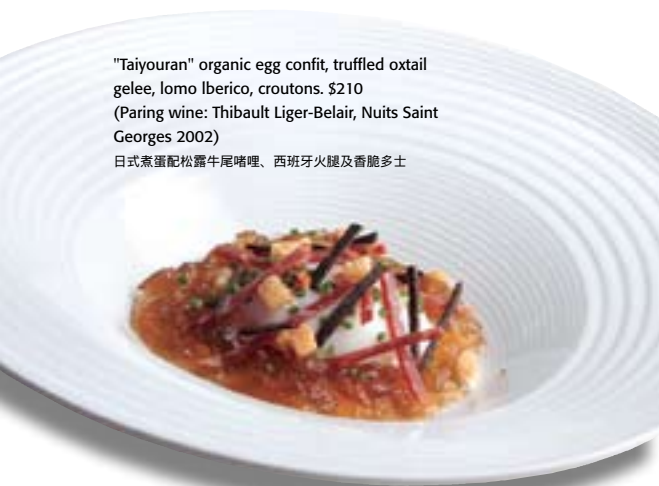 "Taiyouran" organic egg confit, truffled oxtail
gelee, lomo lberico, croutons. $210
(Paring wine: Thibault Liger-Belair, Nuits Saint
Georges 2002)
日式煮蛋配松露牛尾啫喱、西班牙火腿及香脆多士